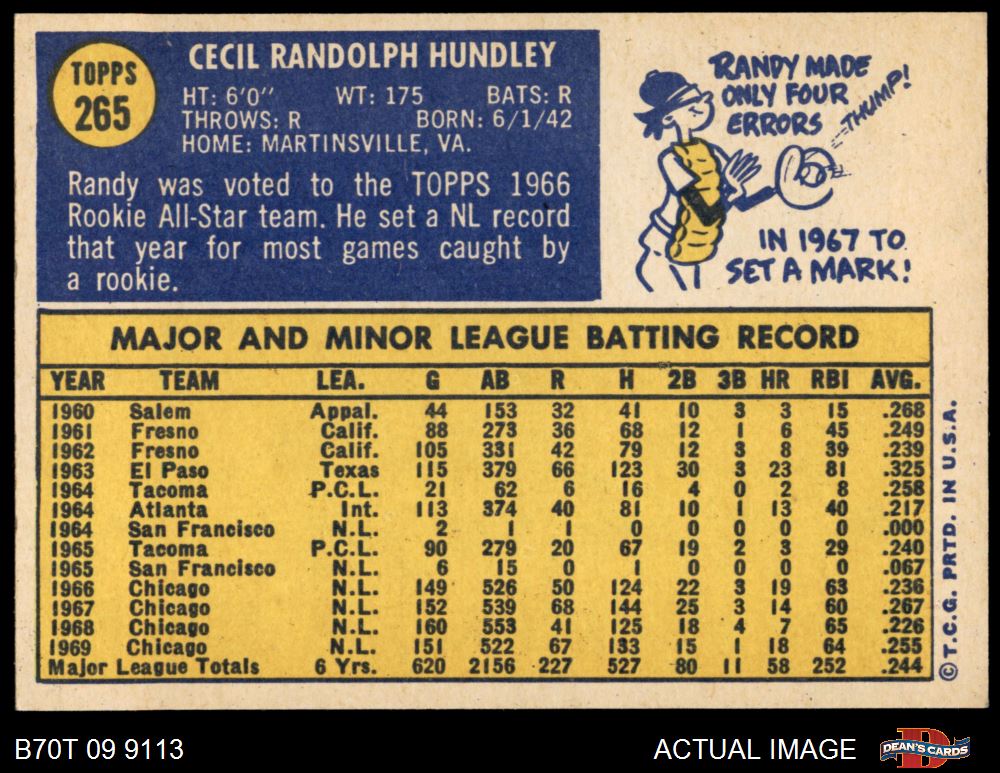 TOPPS
265
CECIL RANDOLPH HUNDLEY
HT: 6'0" WT: 175 BATS: R
THROWS: R BORN: 6/1/42
HOME: MARTINSVILLE, VA.
Randy was voted to the TOPPS 1966
Rookie All-Star team. He set a NL record
that year for most games caught by
a rookie.
RANDY MADE
ONLY FOUR
ERRORS
THUMP!
IN 1967 TO
SET A MARK!
MAJOR AND MINOR LEAGUE BATTING RECORD
YEAR TEAM LEA. G AB R H 2B 3B HR RBI AVG.
1960 Salem Appal. 44 153 32 41 10 3 3 15 .268
1961 Fresno Calif. 88 273 36 68 12 1 6 45 .249
1962 Fresno Calif. 105 331 42 79 12 3 8 39 .239
1963 El Paso Texas 115 379 66 123 30 3 23 81 .325
1964 Tacoma P.C.L. 21 62 6 16 4 0 2 8 .258
1964 Atlanta Int. 113 374 40 81 10 1 13 40 .217
1964 San Francisco N.L. 2 1 1 0 0 0 0 0 .000
1965 Tacoma P.C.L. 90 279 20 67 19 2 3 29 .240
1965 San Francisco N.L. 6 15 0 1 0 0 0 0 .067
1966 Chicago N.L. 149 526 50 124 22 3 19 63 .236
1967 Chicago N.L. 152 539 68 144 25 3 14 60 .267
1968 Chicago N.L. 160 553 41 125 18 4 7 65 .226
1969 Chicago N.L. 151 522 67 133 15 1 18 64 .255
Major League Totals 6 Yrs. 620 2156 227 527 80 11 58 252 .244
© T.C.G. PRTD. IN U.S.A.
B70T 09 9113
ACTUAL IMAGE
DEAN'S CARDS